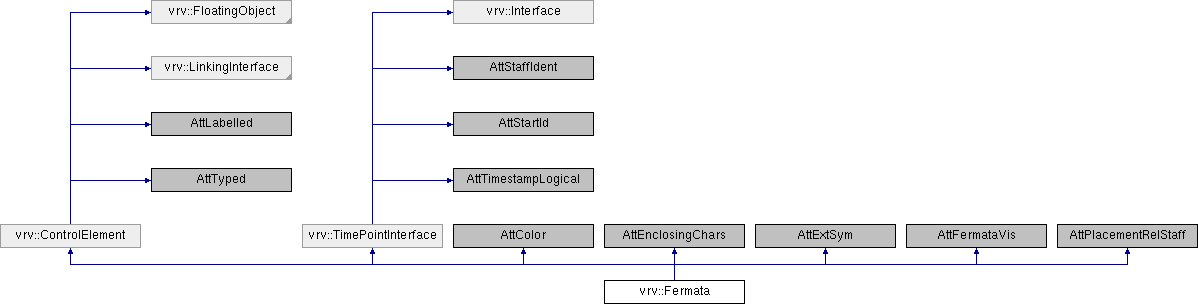 vrv::FloatingObject vrv::Interface
vrv::LinkingInterface AttStaffIdent
AttLabelled AttStartId
AttTyped AttTimestampLogical
vrv::ControlElement vrv::TimePointInterface AttColor AttEnclosingChars AttExtSym AttFermataVis AttPlacementRelStaff
vrv::Fermata